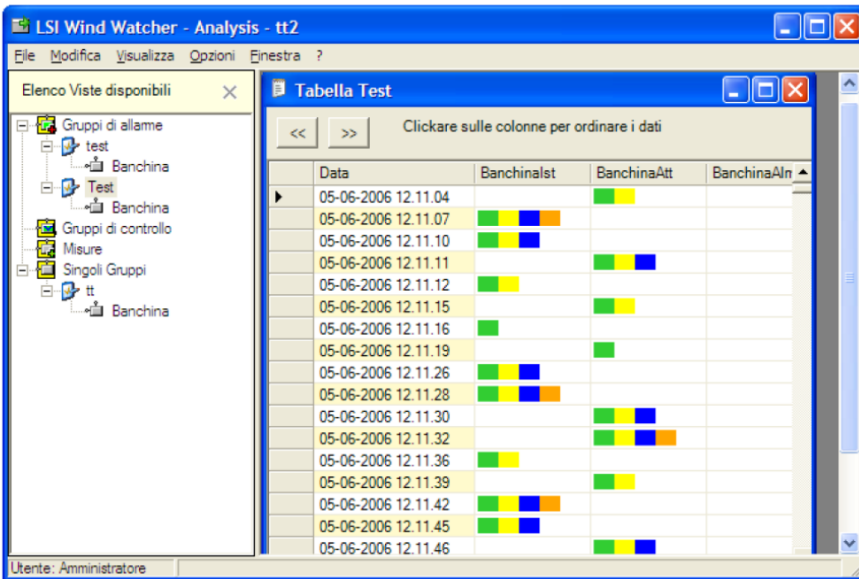 LSI Wind Watcher - Analysis - tt2
File Modifica Visualizza Opzioni Finestra ?
Elenco Viste disponibili
Gruppi di allarme
test
Banchina
Test
Banchina
Gruppi di controllo
Misure
Singoli Gruppi
tt
Banchina
Tabella Test
<< >> Clickare sulle colonne per ordinare i dati
Data BanchinaIst BanchinaAtt BanchinaAlm
05-06-2006 12.11.04
05-06-2006 12.11.07
05-06-2006 12.11.10
05-06-2006 12.11.11
05-06-2006 12.11.12
05-06-2006 12.11.15
05-06-2006 12.11.16
05-06-2006 12.11.19
05-06-2006 12.11.26
05-06-2006 12.11.28
05-06-2006 12.11.30
05-06-2006 12.11.32
05-06-2006 12.11.36
05-06-2006 12.11.39
05-06-2006 12.11.42
05-06-2006 12.11.45
05-06-2006 12.11.46
Utente: Amministratore